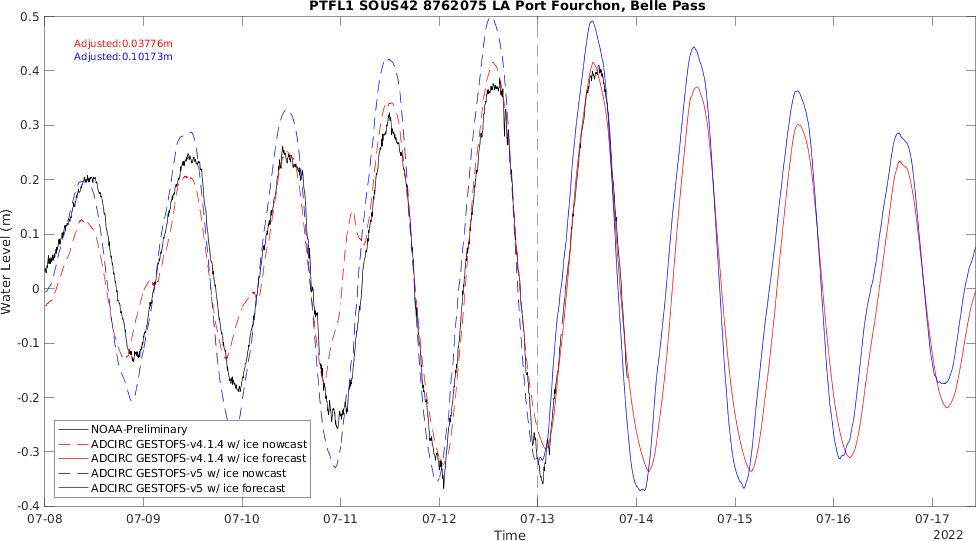 PTFL1 SOUS42 8762075 LA Port Fourchon, Belle Pass
Adjusted:0.03776m
Adjusted:0.10173m
0.5
0.4
0.3
0.2
0.1
0
-0.1
-0.2
-0.3
-0.4
Water Level (m)
NOAA-Preliminary
ADCIRC GESTOFS-v4.1.4 w/ ice nowcast
ADCIRC GESTOFS-v4.1.4 w/ ice forecast
ADCIRC GESTOFS-v5 w/ ice nowcast
ADCIRC GESTOFS-v5 w/ ice forecast
07-08 07-09 07-10 07-11 07-12 07-13 07-14 07-15 07-16 07-17
Time
2022